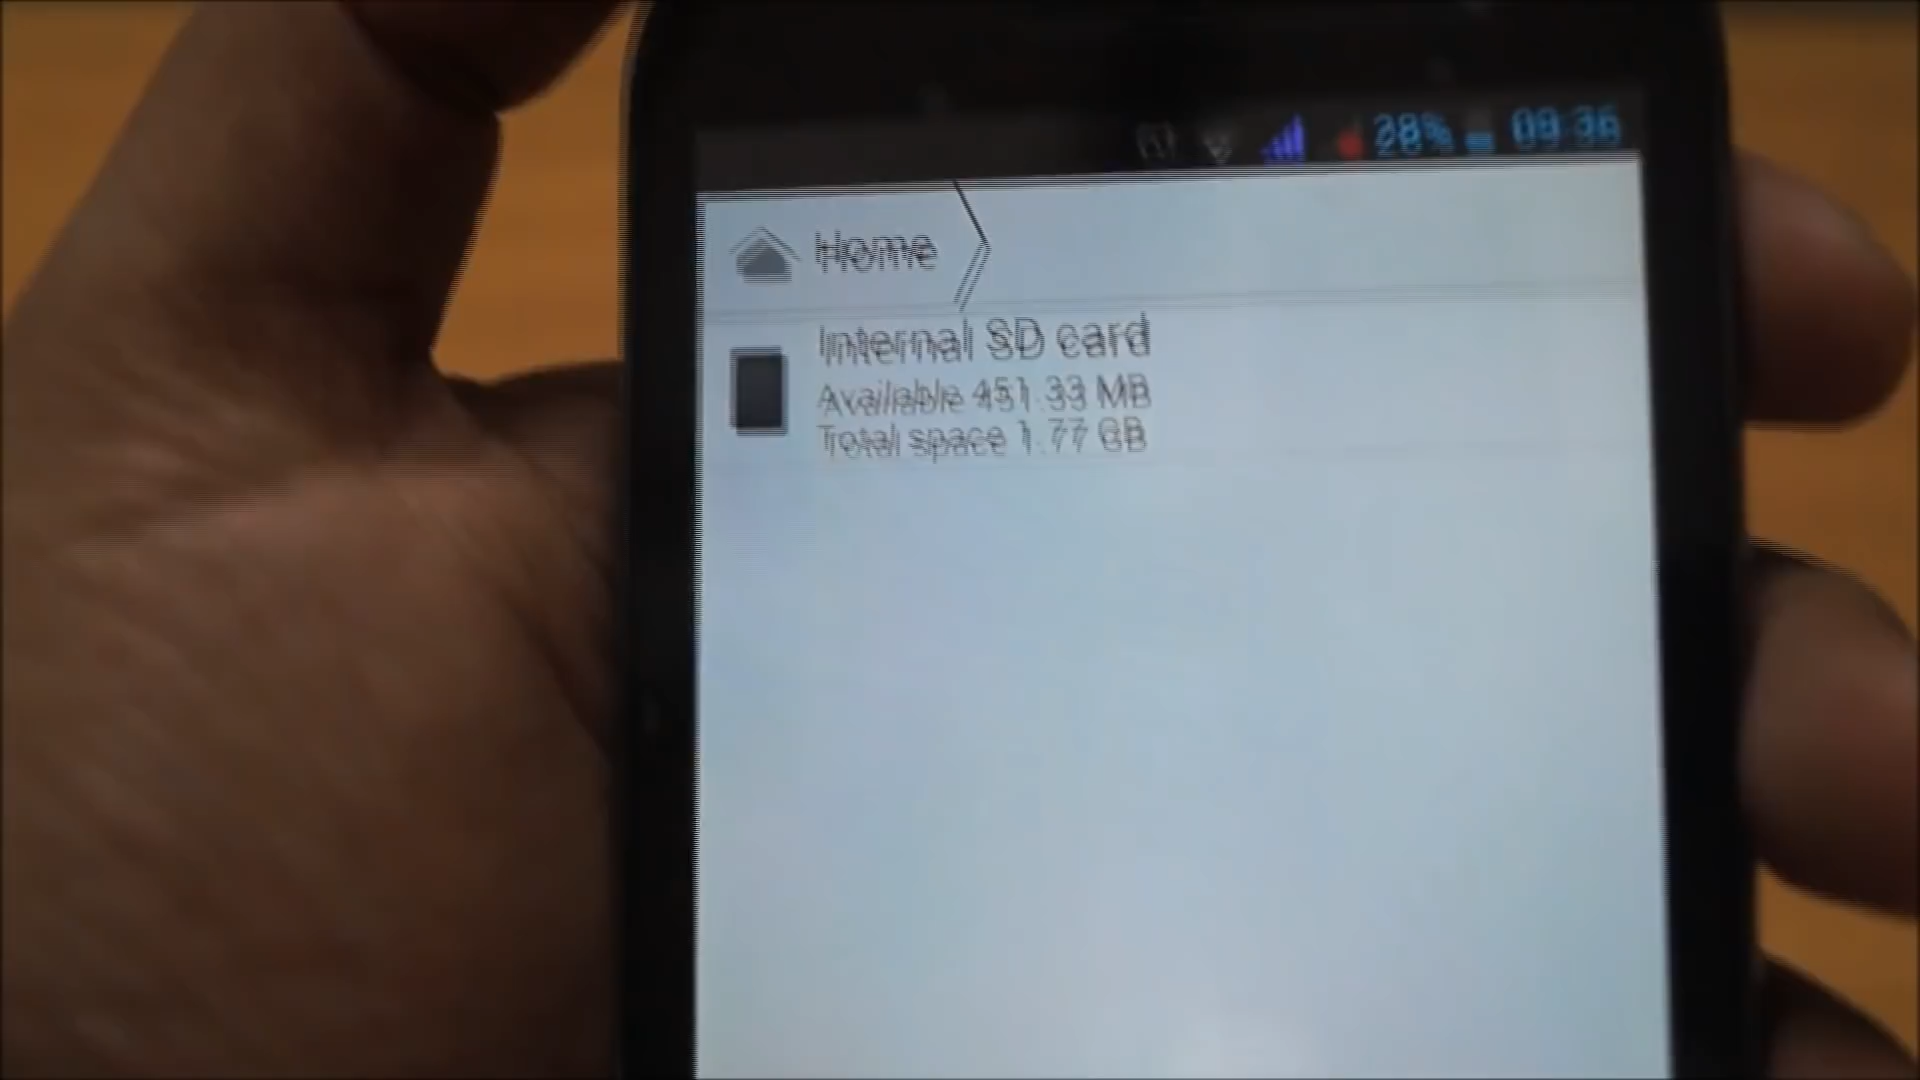 28% 09:36
Home
Internal SD card
Available 451.33 MB
Total space 1.77 GB